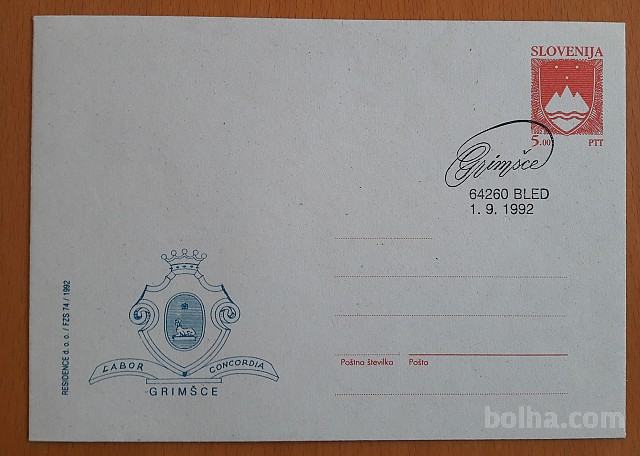 SLOVENIJA
5.00 PTT
Grimšče
64260 BLED
1. 9. 1992
RESIDENCE d. o. o. / FZS 74 / 1992
LABOR CONCORDIA
GRIMŠCE
Poštna številka Pošta
bolha.com